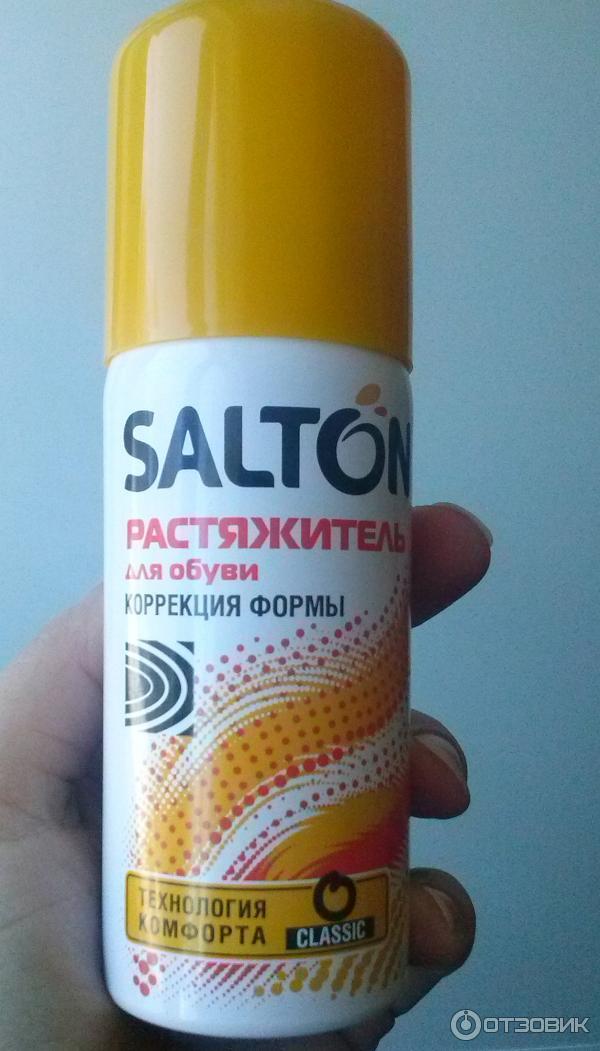 SALTON
РАСТЯЖИТЕЛЬ
для обуви
КОРРЕКЦИЯ ФОРМЫ
ТЕХНОЛОГИЯ
КОМФОРТА
CLASSIC
ОТЗОВИК